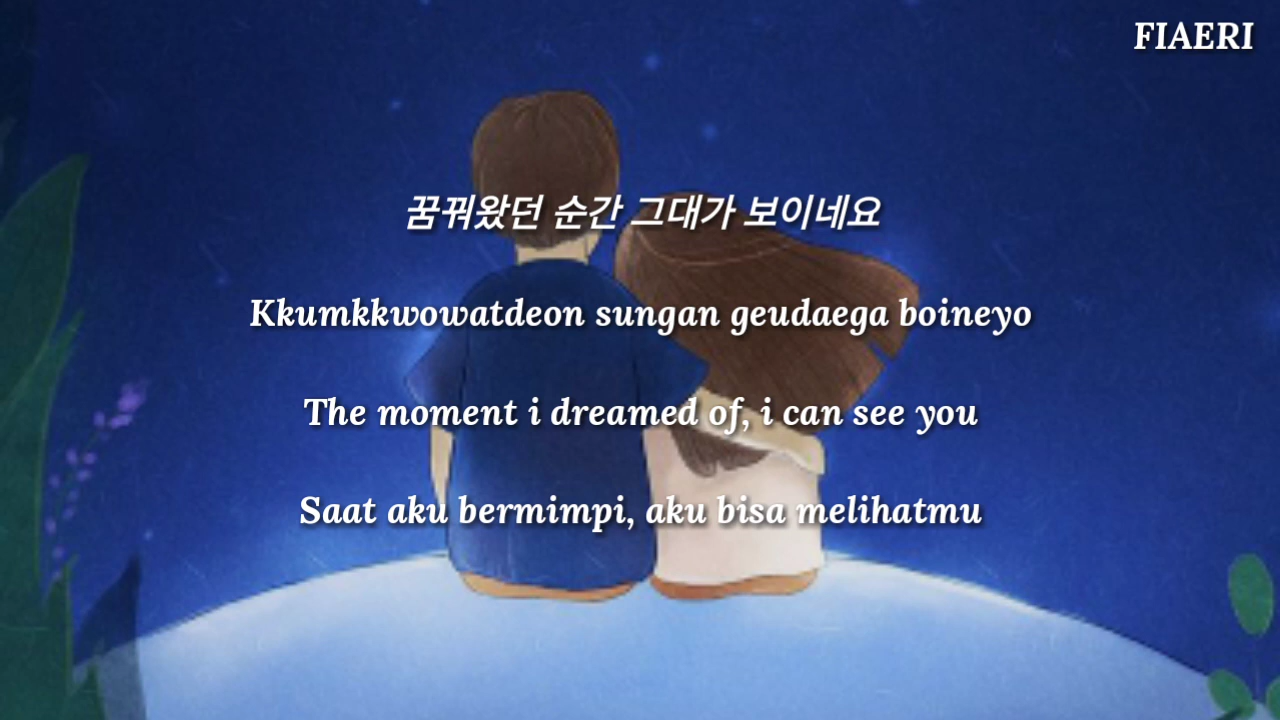 FIAERI
꿈꿔왔던 순간 그대가 보이네요
Kkumkkwowatdeon sungan geudaega boineyo
The moment i dreamed of, i can see you
Saat aku bermimpi, aku bisa melihatmu